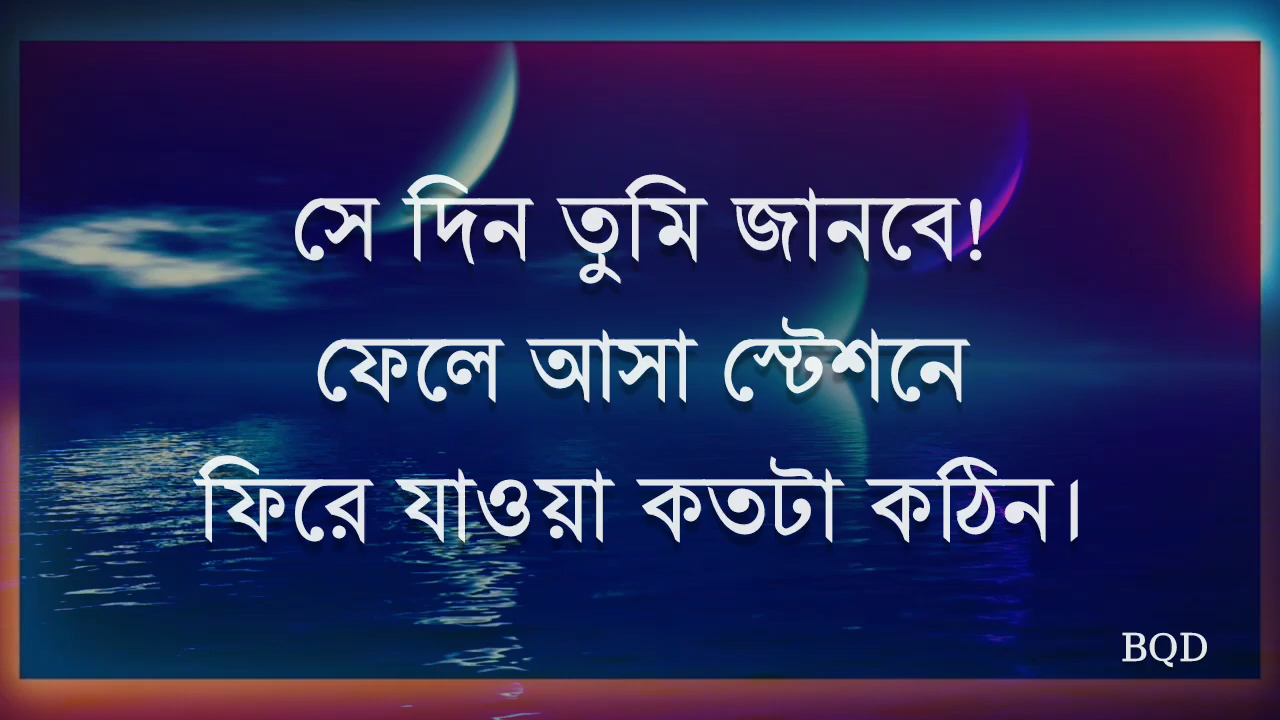 সে দিন তুমি জানবে!
ফেলে আসা স্টেশনে
ফিরে যাওয়া কতটা কঠিন।
BQD